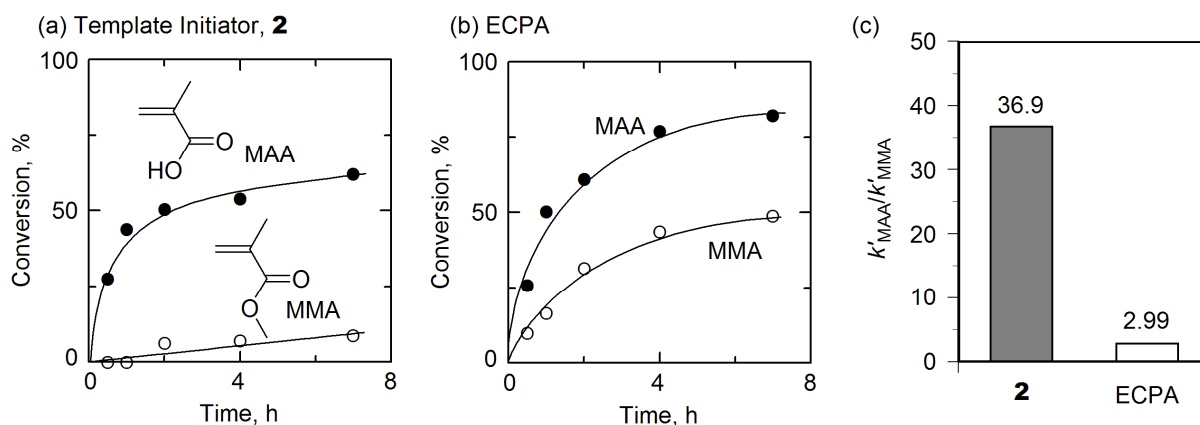 (a) Template Initiator, 2
100
50
0
Conversion, %
0
4
8
Time, h
HO
O
MAA
O
O
MMA
(b) ECPA
100
50
0
Conversion, %
0
4
8
Time, h
MAA
MMA
(c)
50
40
30
20
10
0
k'MAA/k'MMA
36.9
2.99
2
ECPA